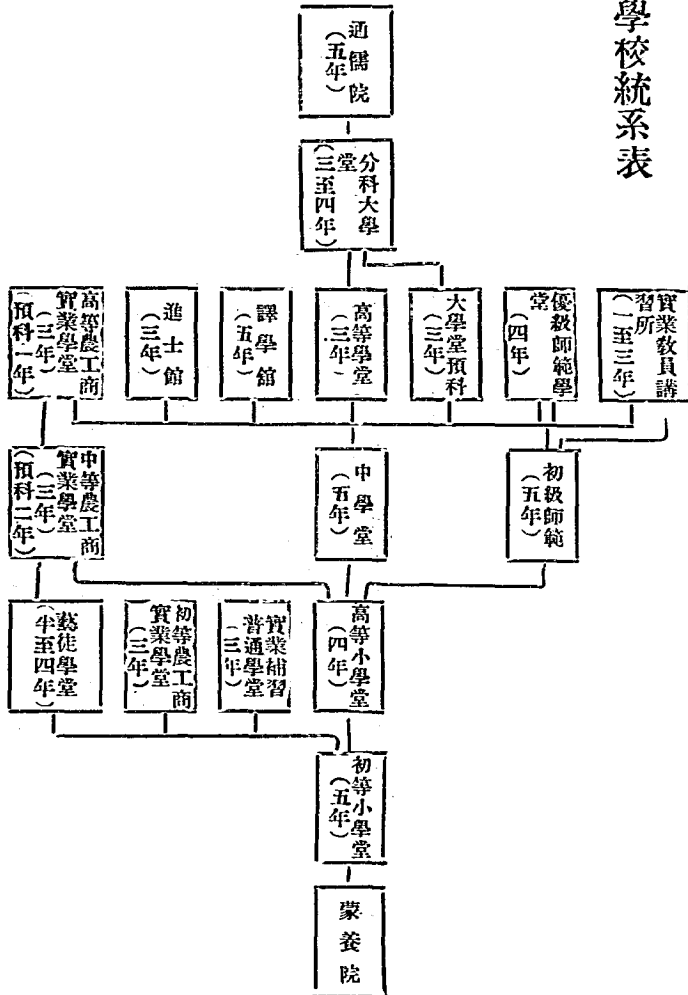 學校統系表
通儒院
（五年）
分科大學
堂
（三至四年）
實業敎員講
習所
（一至三年）
優級師範學
堂
（四年）
大學堂預科
（三年）
高等學堂
（三年）
譯學館
（五年）
進士館
（三年）
高等農工商
實業學堂
（三年）
（預科一年）
初級師範
（五年）
中學堂
（五年）
中等農工商
實業學堂
（三年）
（預科二年）
高等小學堂
（四年）
實業補習
普通學堂
（三年）
初等農工商
實業學堂
（三年）
藝徒學堂
（半至四年）
初等小學堂
（五年）
蒙養院